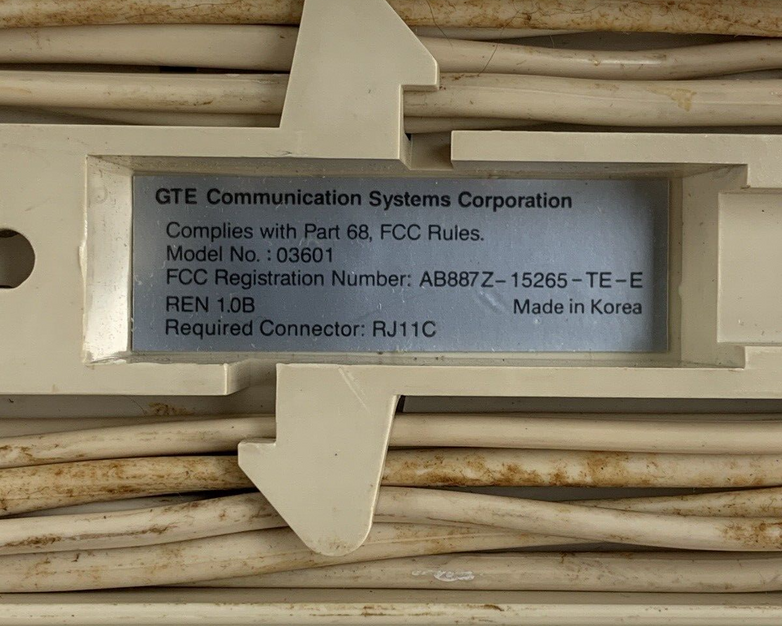 GTE Communication Systems Corporation
Complies with Part 68, FCC Rules.
Model No. : 03601
FCC Registration Number: AB887Z-15265-TE-E
REN 1.0B Made in Korea
Required Connector: RJ11C